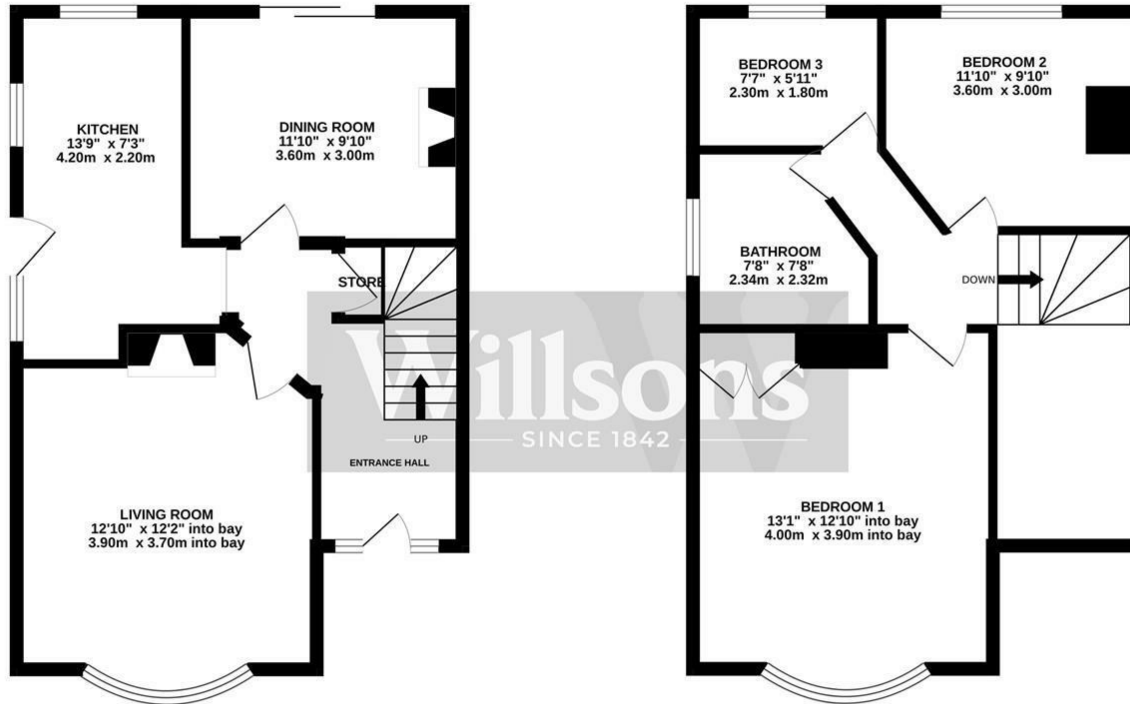 KITCHEN
13'9" x 7'3"
4.20m x 2.20m
DINING ROOM
11'10" x 9'10"
3.60m x 3.00m
STORE
UP
ENTRANCE HALL
LIVING ROOM
12'10" x 12'2" into bay
3.90m x 3.70m into bay
BEDROOM 3
7'7" x 5'11"
2.30m x 1.80m
BEDROOM 2
11'10" x 9'10"
3.60m x 3.00m
BATHROOM
7'8" x 7'8"
2.34m x 2.32m
DOWN
BEDROOM 1
13'1" x 12'10" into bay
4.00m x 3.90m into bay
W
Willsons
SINCE 1842